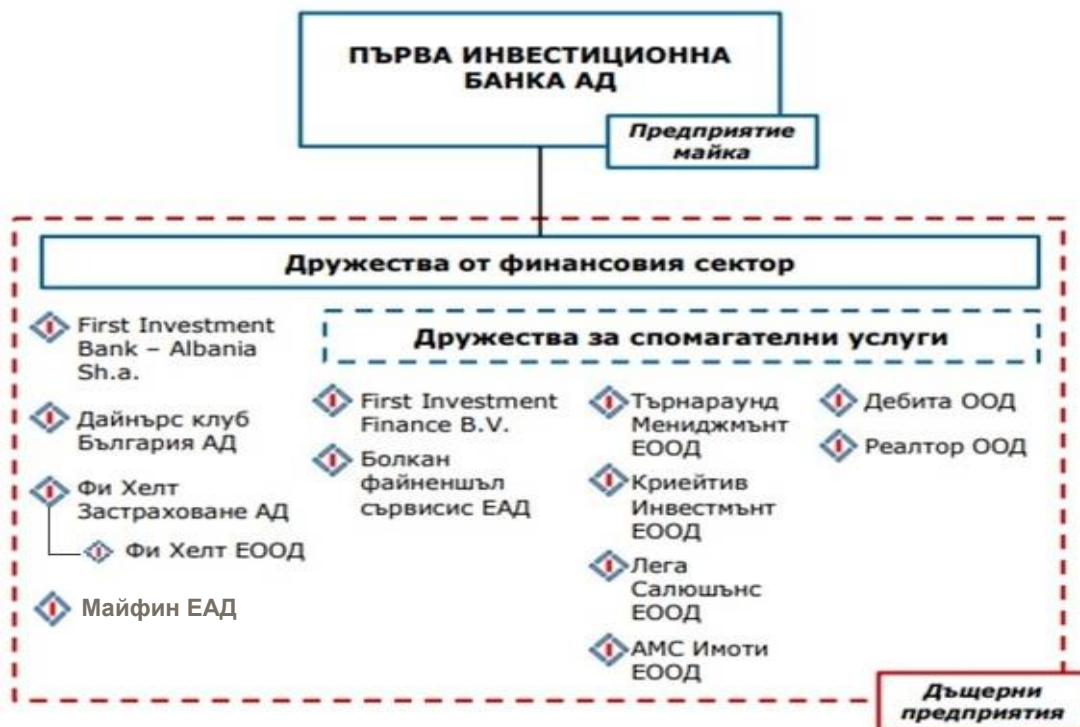 ПЪРВА ИНВЕСТИЦИОННА
БАНКА АД
Предприятие
майка
Дружества от финансовия сектор
First Investment
Bank – Albania
Sh.a.
Дайнърс клуб
България АД
Фи Хелт
Застраховане АД
Фи Хелт ЕООД
Майфин ЕАД
Дружества за спомагателни услуги
First Investment
Finance B.V.
Болкан
файненшъл
сървисис ЕАД
Търнараунд
Мениджмънт
ЕООД
Криейтив
Инвестмънт
ЕООД
Лега
Салюшънс
ЕООД
АМС Имоти
ЕООД
Дебита ООД
Реалтор ООД
Дъщерни
предприятия